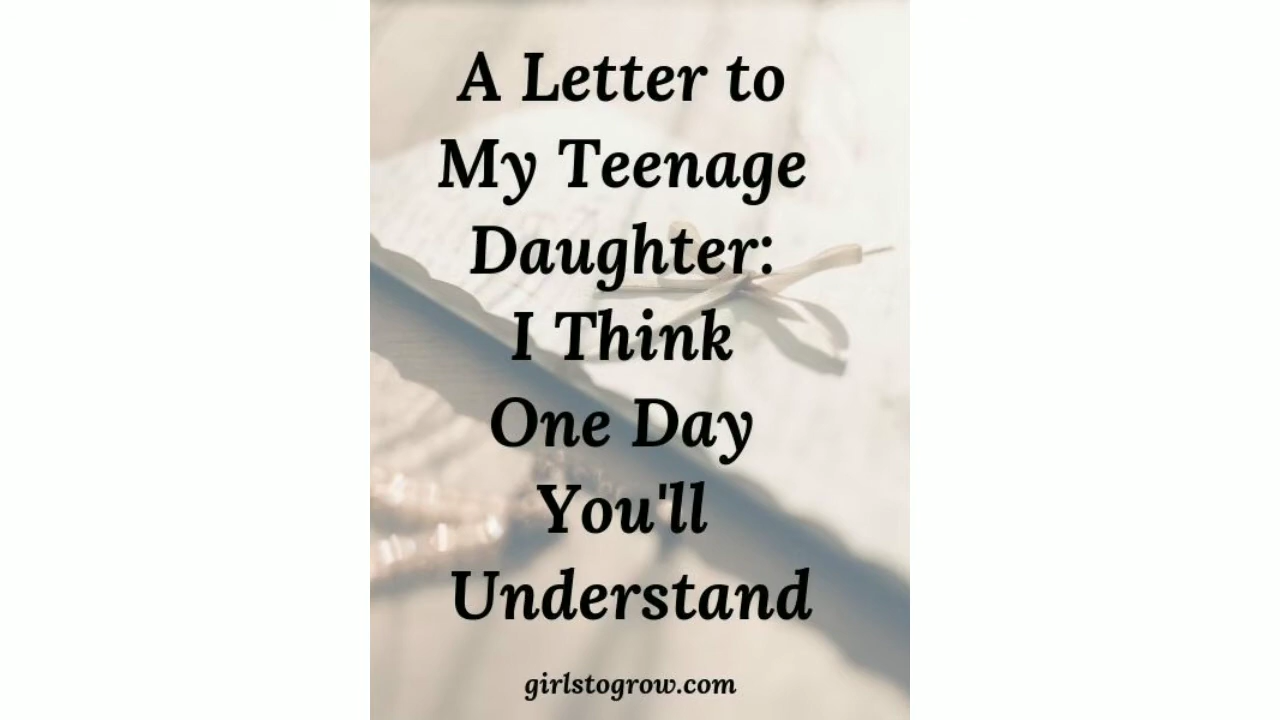 A Letter to
My Teenage
Daughter:
I Think
One Day
You'll
Understand
girlstogrow.com